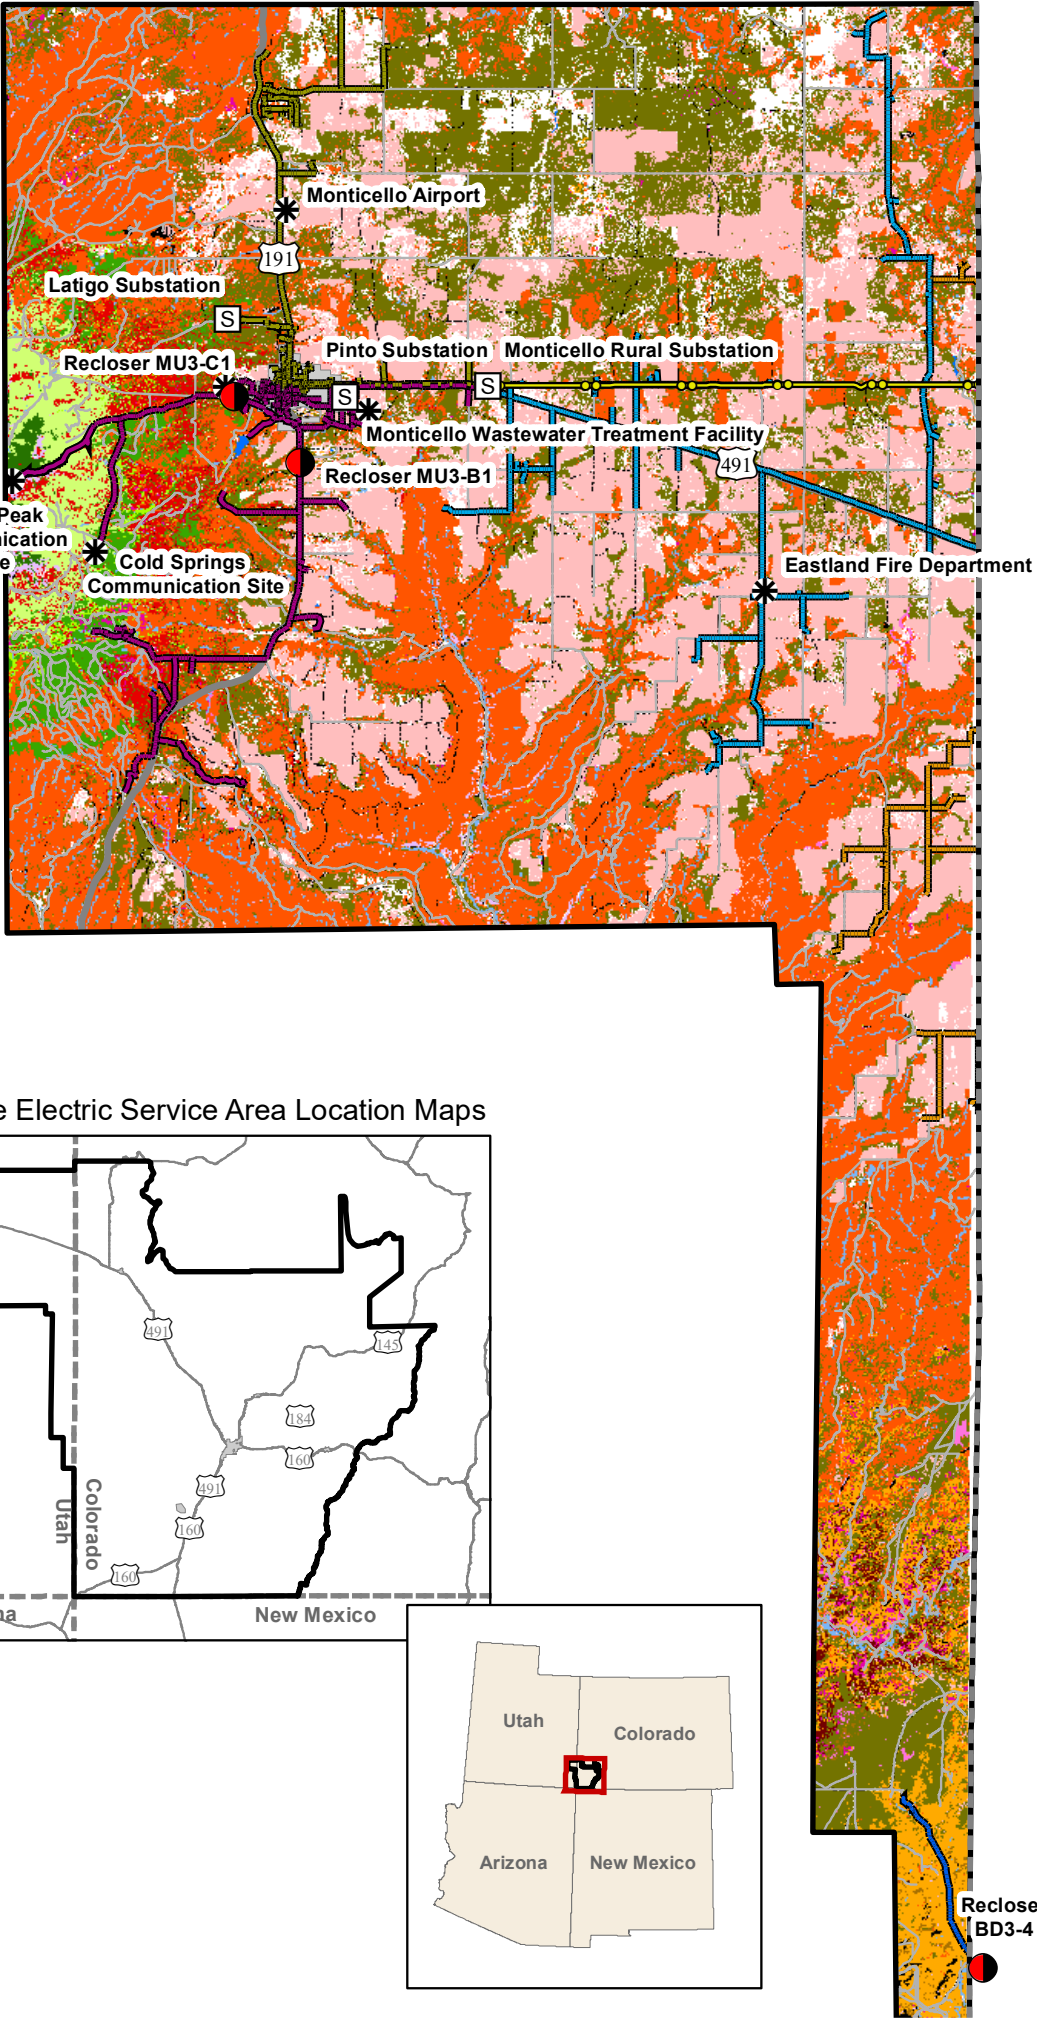 Monticello Airport
191
Latigo Substation
S
Recloser MU3-C1
Pinto Substation
Monticello Rural Substation
S
S
Monticello Wastewater Treatment Facility
491
Recloser MU3-B1
Peak
ication
e
Cold Springs
Communication Site
Eastland Fire Department
e Electric Service Area Location Maps
491
145
184
160
491
160
160
Colorado
Utah
na
New Mexico
Utah
Colorado
Arizona
New Mexico
Reclose
BD3-4